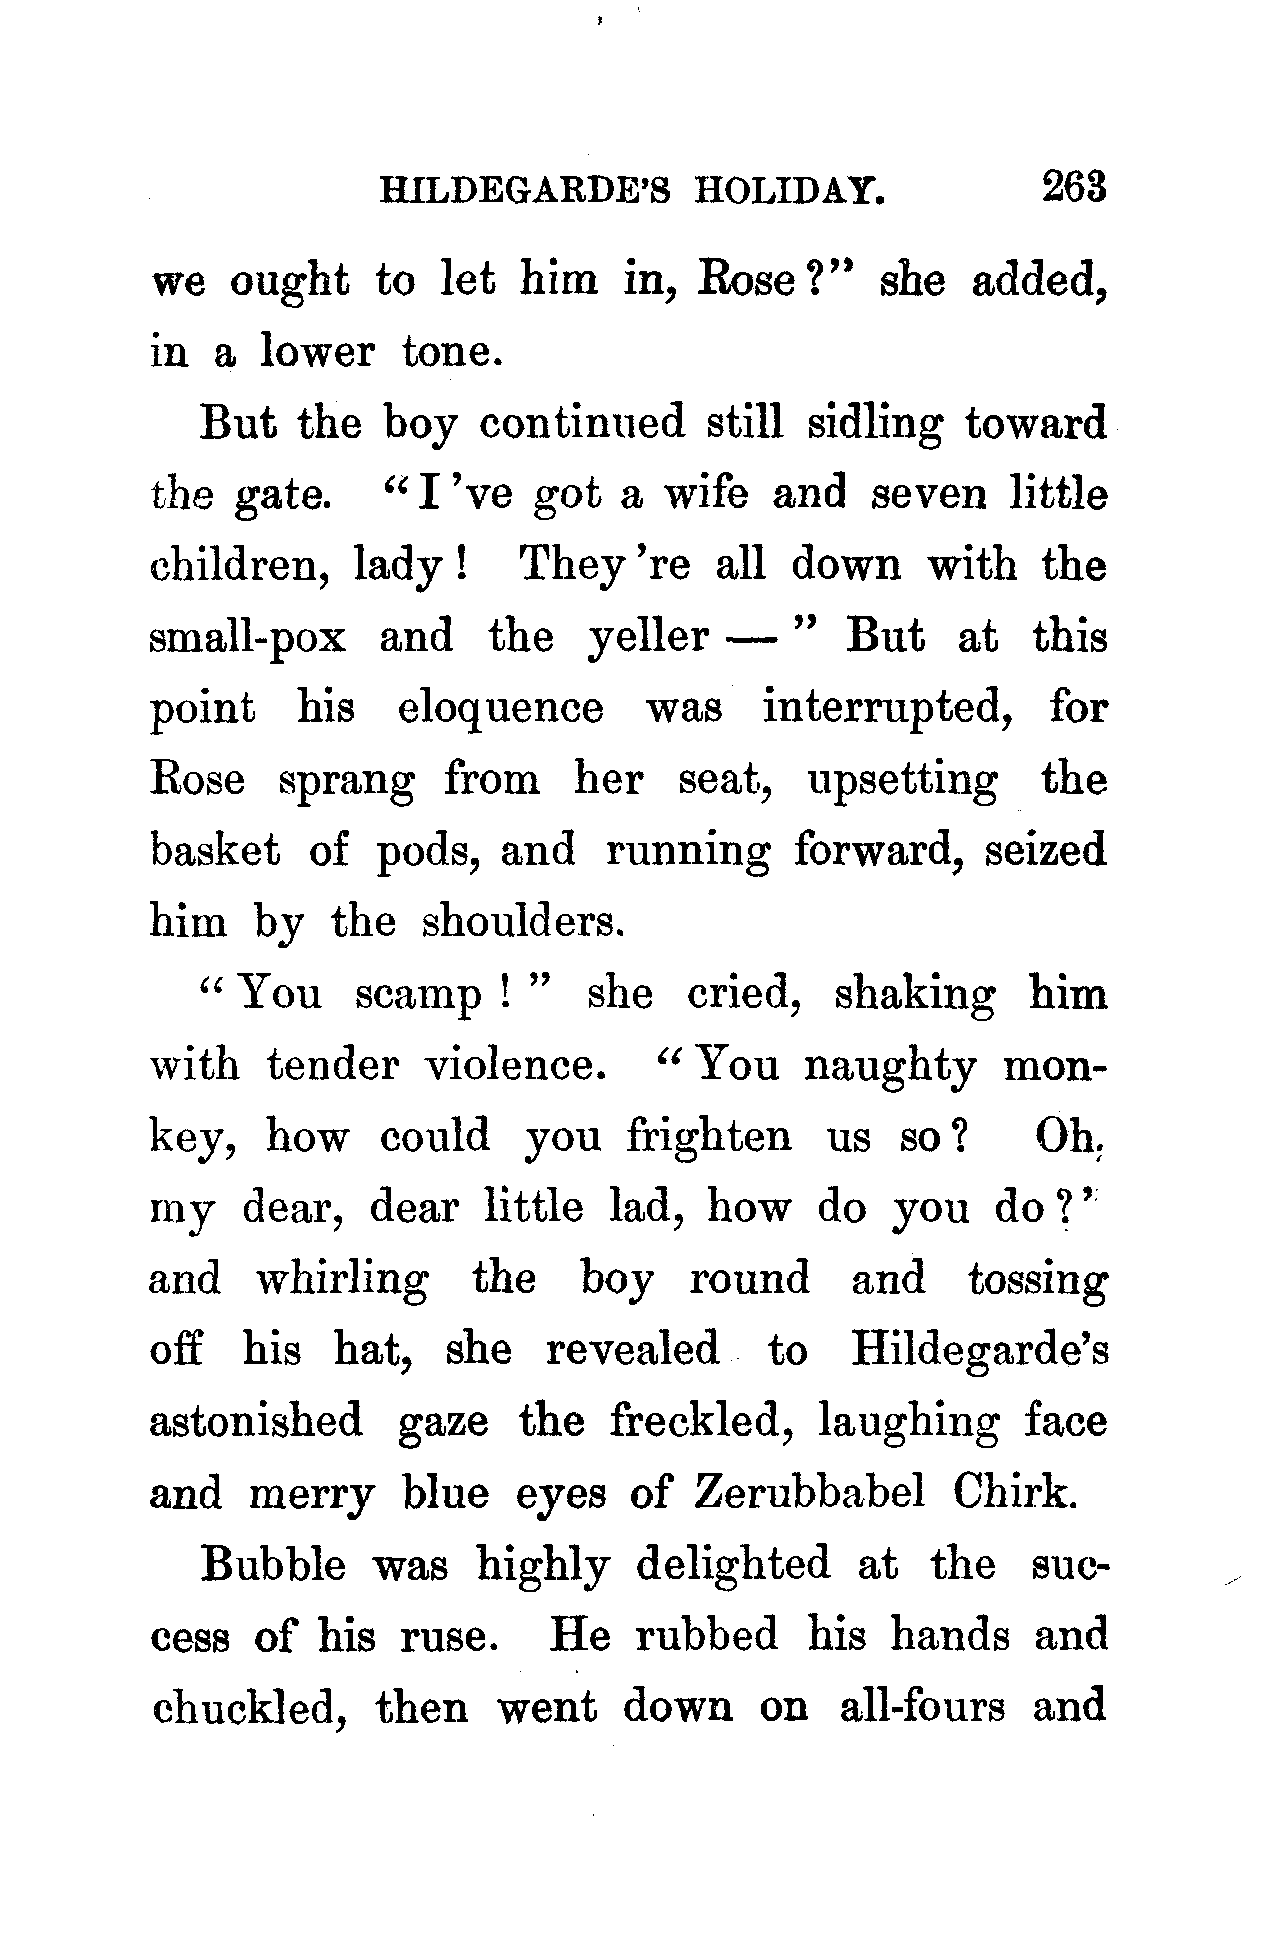 HILDEGARDE'S HOLIDAY. 263
we ought to let him in, Rose?" she added,
in a lower tone.
But the boy continued still sidling toward
the gate. "I 've got a wife and seven little
children, lady! They 're all down with the
small-pox and the yeller — " But at this
point his eloquence was interrupted, for
Rose sprang from her seat, upsetting the
basket of pods, and running forward, seized
him by the shoulders.
"You scamp!" she cried, shaking him
with tender violence. "You naughty mon-
key, how could you frighten us so? Oh,
my dear, dear little lad, how do you do?"
and whirling the boy round and tossing
off his hat, she revealed to Hildegarde's
astonished gaze the freckled, laughing face
and merry blue eyes of Zerubbabel Chirk.
Bubble was highly delighted at the suc-
cess of his ruse. He rubbed his hands and
chuckled, then went down on all-fours and